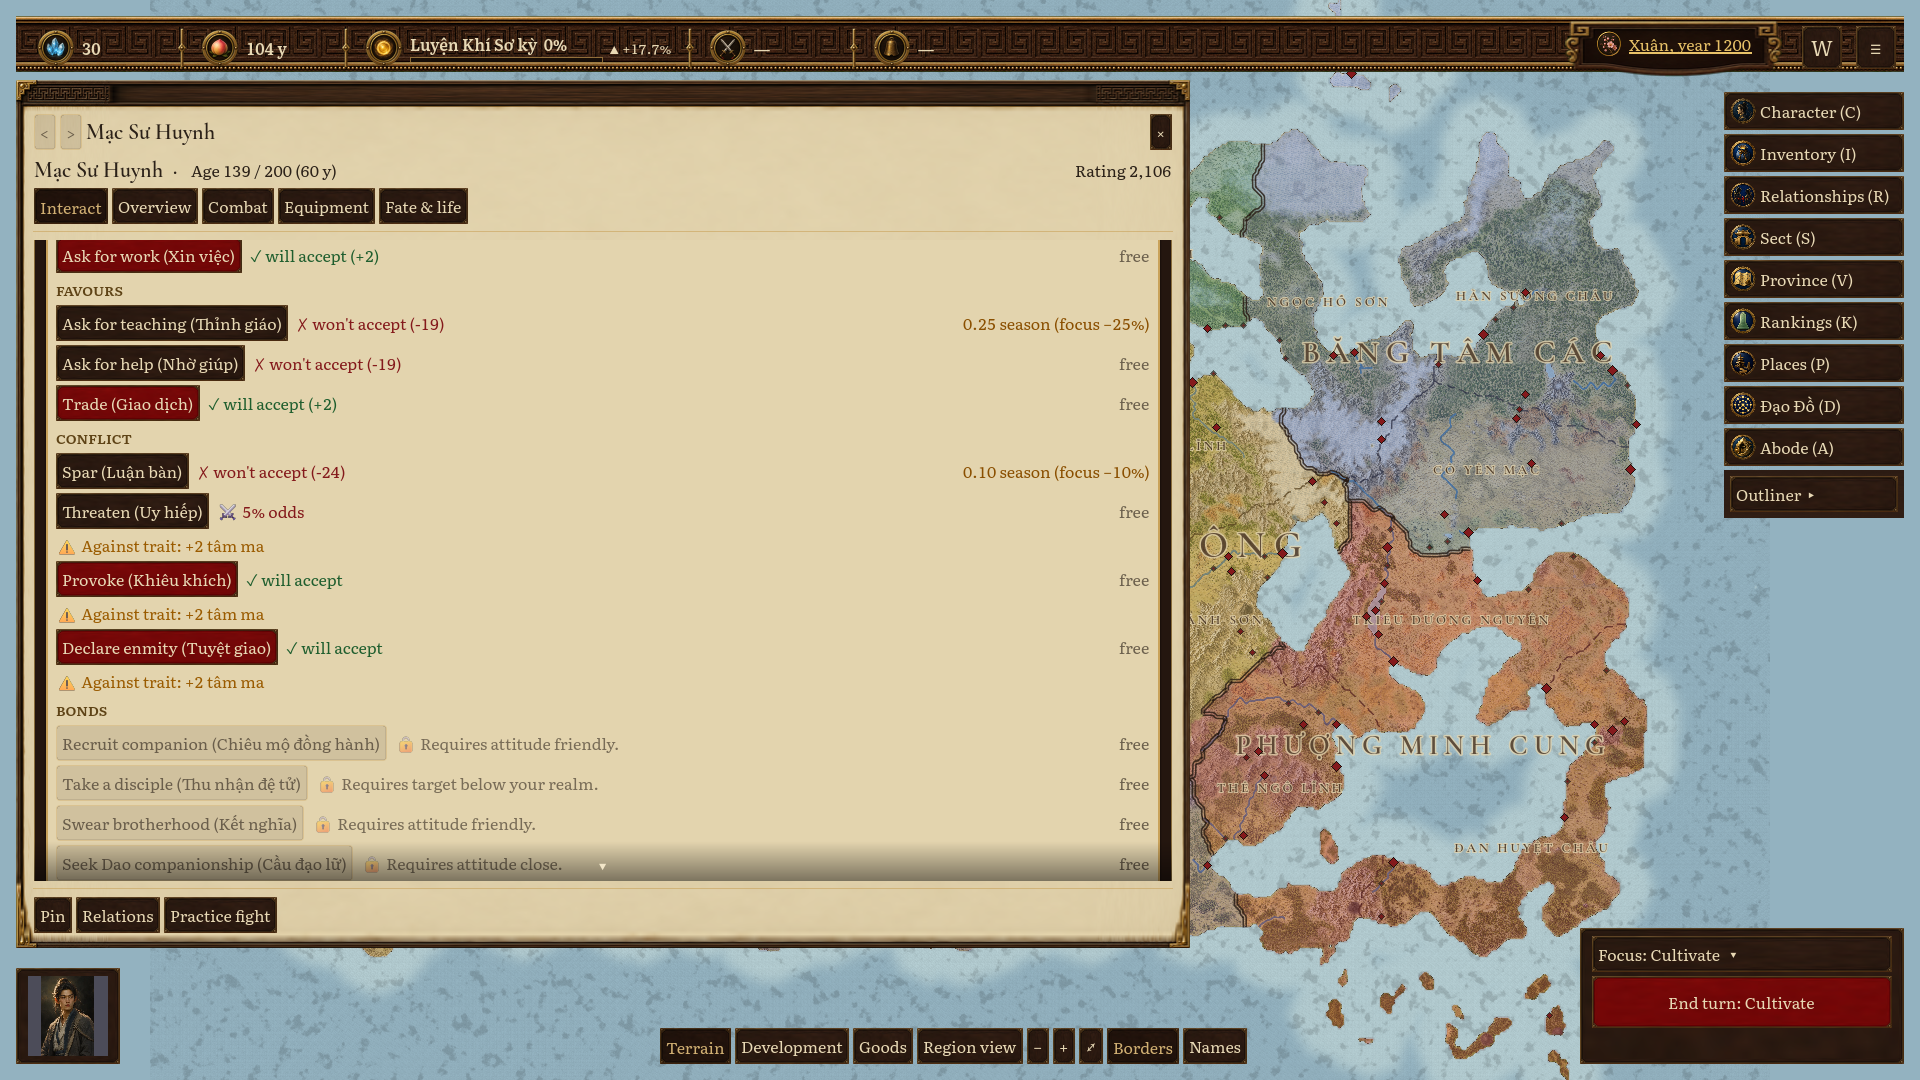 30
104 y
Luyện Khí Sơ kỳ 0%
▲ +17.7%
—
—
Xuân, year 1200
W
☰
< > Mạc Sư Huynh
×
Mạc Sư Huynh · Age 139 / 200 (60 y)
Rating 2,106
Interact
Overview
Combat
Equipment
Fate & life
Ask for work (Xin việc) ✓ will accept (+2) free
FAVOURS
Ask for teaching (Thỉnh giáo) ✗ won't accept (-19) 0.25 season (focus −25%)
Ask for help (Nhờ giúp) ✗ won't accept (-19) free
Trade (Giao dịch) ✓ will accept (+2) free
CONFLICT
Spar (Luận bàn) ✗ won't accept (-24) 0.10 season (focus −10%)
Threaten (Uy hiếp) ⚔ 5% odds free
⚠ Against trait: +2 tâm ma
Provoke (Khiêu khích) ✓ will accept free
⚠ Against trait: +2 tâm ma
Declare enmity (Tuyệt giao) ✓ will accept free
⚠ Against trait: +2 tâm ma
BONDS
Recruit companion (Chiêu mộ đồng hành) 🔒 Requires attitude friendly. free
Take a disciple (Thu nhận đệ tử) 🔒 Requires target below your realm. free
Swear brotherhood (Kết nghĩa) 🔒 Requires attitude friendly. free
Seek Dao companionship (Cầu đạo lữ) 🔒 Requires attitude close. free
▼
Pin
Relations
Practice fight
NGỌC HỒ SƠN
HÀN SƯƠNG CHÂU
BĂNG TÂM CÁC
LĨNH
CÔ YÊN MẠC
ÔNG
ANH SƠN
TRIỀU DƯƠNG NGUYÊN
PHƯỢNG MINH CUNG
THÊ NGÔ LĨNH
ĐAN HUYỆT CHÂU
Character (C)
Inventory (I)
Relationships (R)
Sect (S)
Province (V)
Rankings (K)
Places (P)
Đạo Đồ (D)
Abode (A)
Outliner ▸
Focus: Cultivate ▾
End turn: Cultivate
Terrain
Development
Goods
Region view
−
+
⤢
Borders
Names